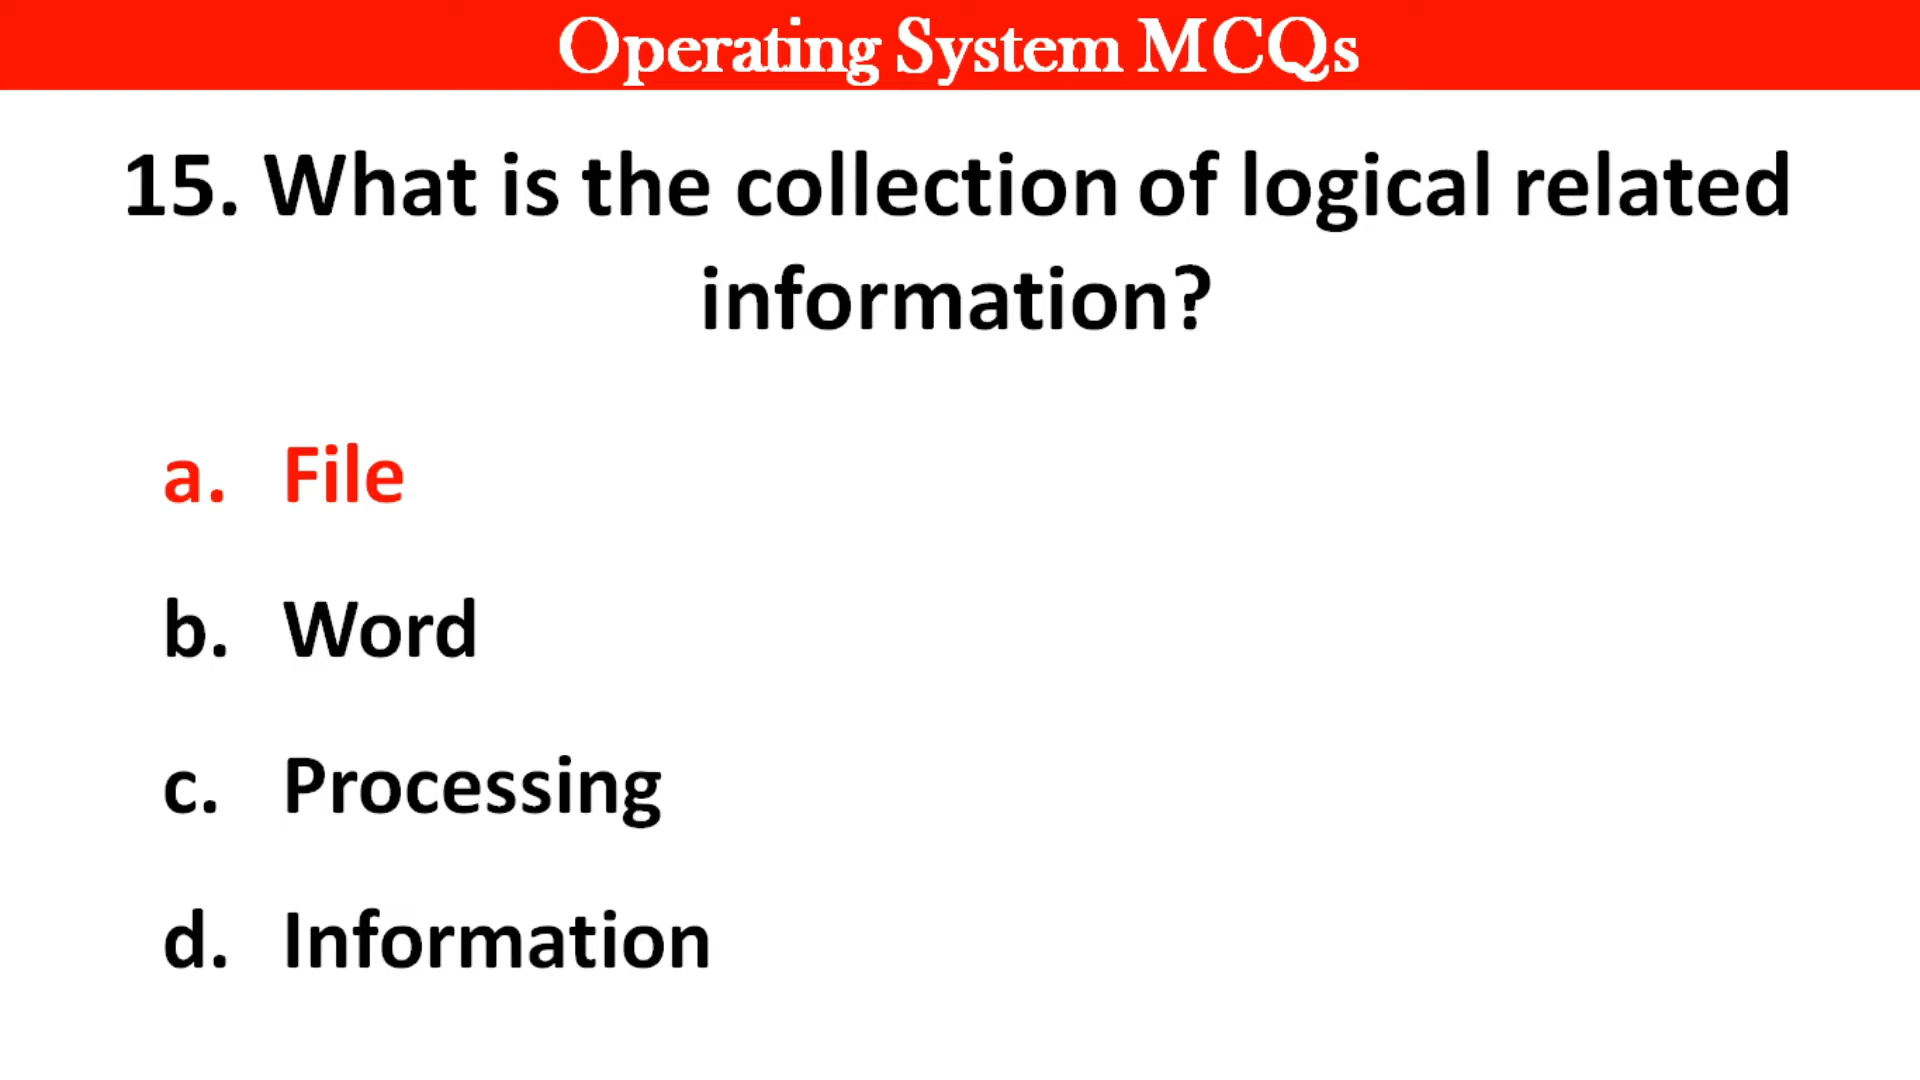 Operating System MCQs
15. What is the collection of logical related
information?
a. File
b. Word
c. Processing
d. Information